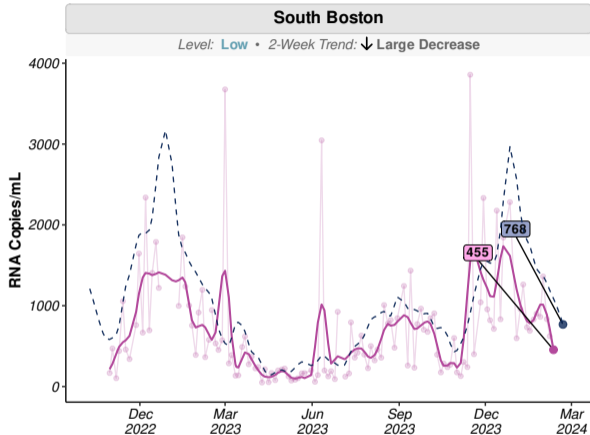 South Boston
Level: Low • 2-Week Trend: ↓ Large Decrease
RNA Copies/mL
4000
3000
2000
1000
0
768
455
Dec 2022
Mar 2023
Jun 2023
Sep 2023
Dec 2023
Mar 2024